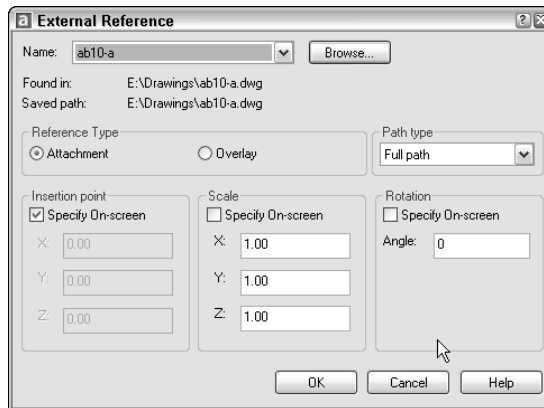 a External Reference
Name: ab10-a Browse...
Found in: E:\Drawings\ab10-a.dwg
Saved path: E:\Drawings\ab10-a.dwg
Reference Type
Attachment Overlay
Path type
Full path
Insertion point
Specify On-screen
X: 0.00
Y: 0.00
Z: 0.00
Scale
Specify On-screen
X: 1.00
Y: 1.00
Z: 1.00
Rotation
Specify On-screen
Angle: 0
OK Cancel Help